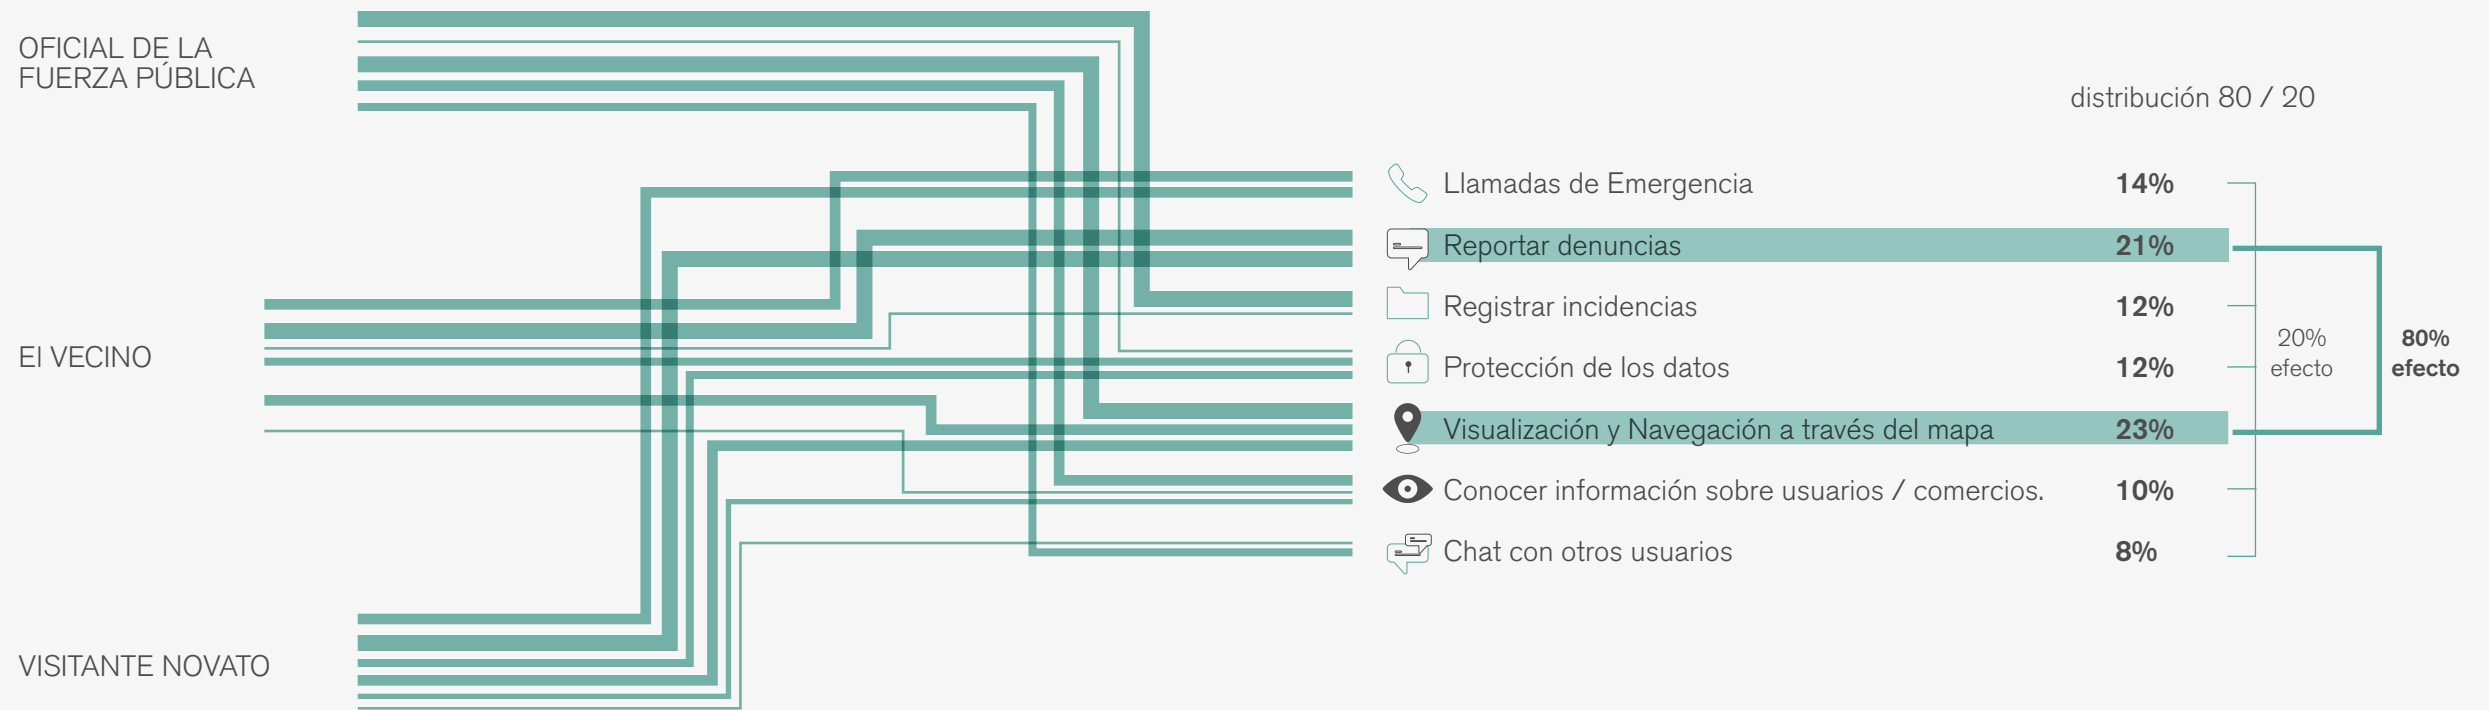 OFICIAL DE LA
FUERZA PÚBLICA
distribución 80 / 20
Llamadas de Emergencia 14%
Reportar denuncias 21%
Registrar incidencias 12%
20% efecto
80% efecto
El VECINO
Protección de los datos 12%
Visualización y Navegación a través del mapa 23%
Conocer información sobre usuarios / comercios. 10%
Chat con otros usuarios 8%
VISITANTE NOVATO